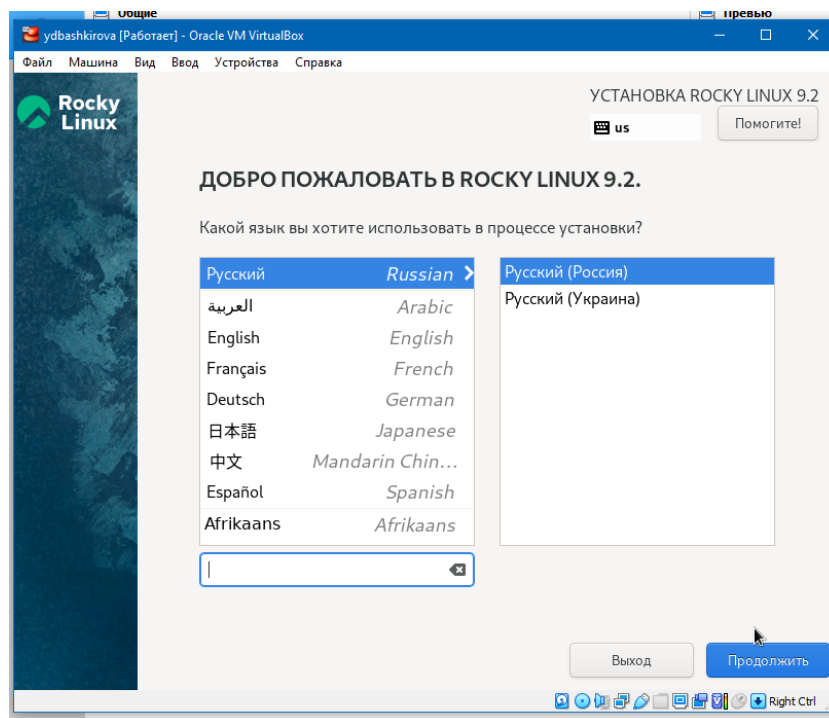 Общие
Превью
ydbashkirova [Работает] - Oracle VM VirtualBox
Файл Машина Вид Ввод Устройства Справка
Rocky
Linux
УСТАНОВКА ROCKY LINUX 9.2
us
Помогите!
ДОБРО ПОЖАЛОВАТЬ В ROCKY LINUX 9.2.
Какой язык вы хотите использовать в процессе установки?
Русский Russian
العربية Arabic
English English
Français French
Deutsch German
日本語 Japanese
中文 Mandarin Chin...
Español Spanish
Afrikaans Afrikaans
Русский (Россия)
Русский (Украина)
Выход
Продолжить
Right Ctrl